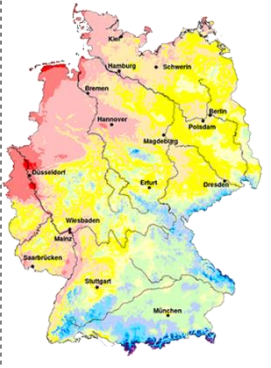 Kiel
Hamburg
Schwerin
Bremen
Berlin
Hannover
Potsdam
Magdeburg
Düsseldorf
Erfurt
Dresden
Wiesbaden
Mainz
Saarbrücken
Stuttgart
München